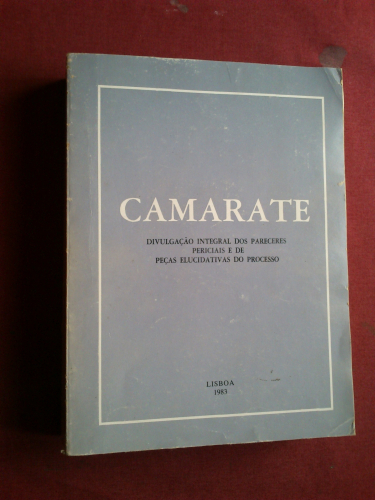 CAMARATE
DIVULGAÇÃO INTEGRAL DOS PARECERES
PERICIAIS E DE
PEÇAS ELUCIDATIVAS DO PROCESSO
LISBOA
1983